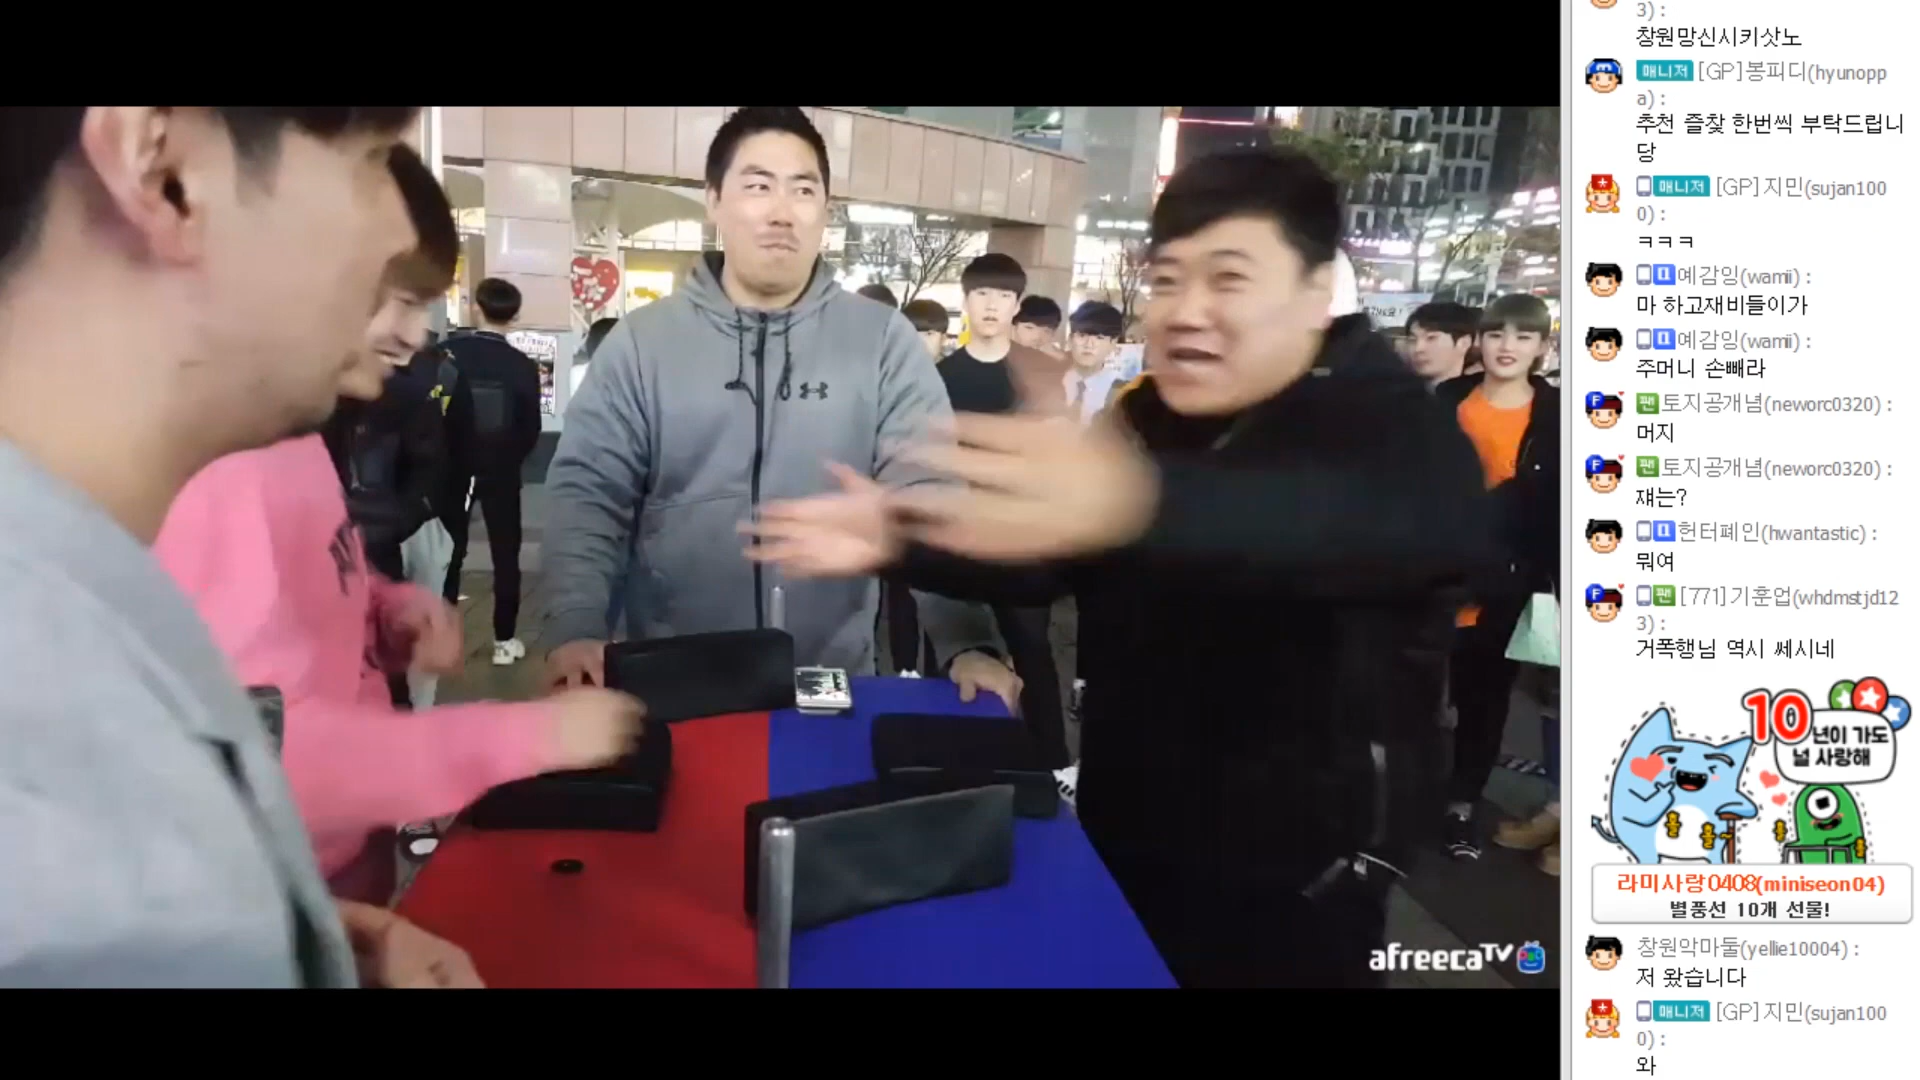 3) :
창원망신시키삿노
매니저 [GP]봉피디(hyunopp
a) :
추천 즐찾 한번씩 부탁드립니
당
매니저 [GP]지민(sujan100
0) :
ㅋㅋㅋ
예감잉(wamii) :
마 하고재비들이가
예감잉(wamii) :
주머니 손빼라
팬 토지공개념(neworc0320) :
머지
팬 토지공개념(neworc0320) :
쟤는?
헌터폐인(hwantastic) :
뭐여
팬 [771]기훈업(whdmstjd12
3) :
거폭행님 역시 쎄시네
10년이 가도
널 사랑해
라미사랑0408(miniseon04)
별풍선 10개 선물!
창원악마둘(yellie10004) :
저 왔습니다
매니저 [GP]지민(sujan100
0) :
와
afreecaTV